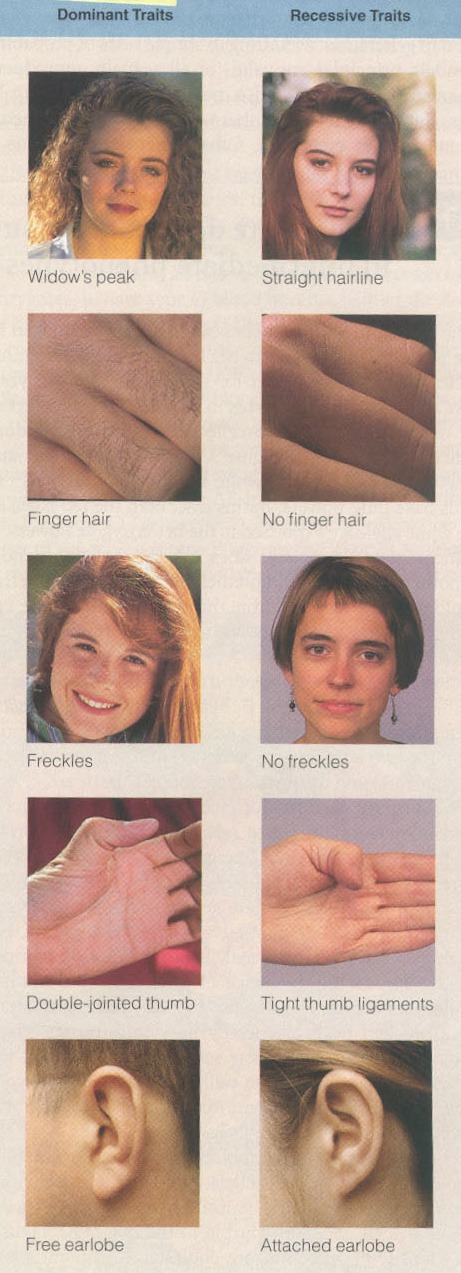 Dominant Traits Recessive Traits
Widow's peak Straight hairline
Finger hair No finger hair
Freckles No freckles
Double-jointed thumb Tight thumb ligaments
Free earlobe Attached earlobe